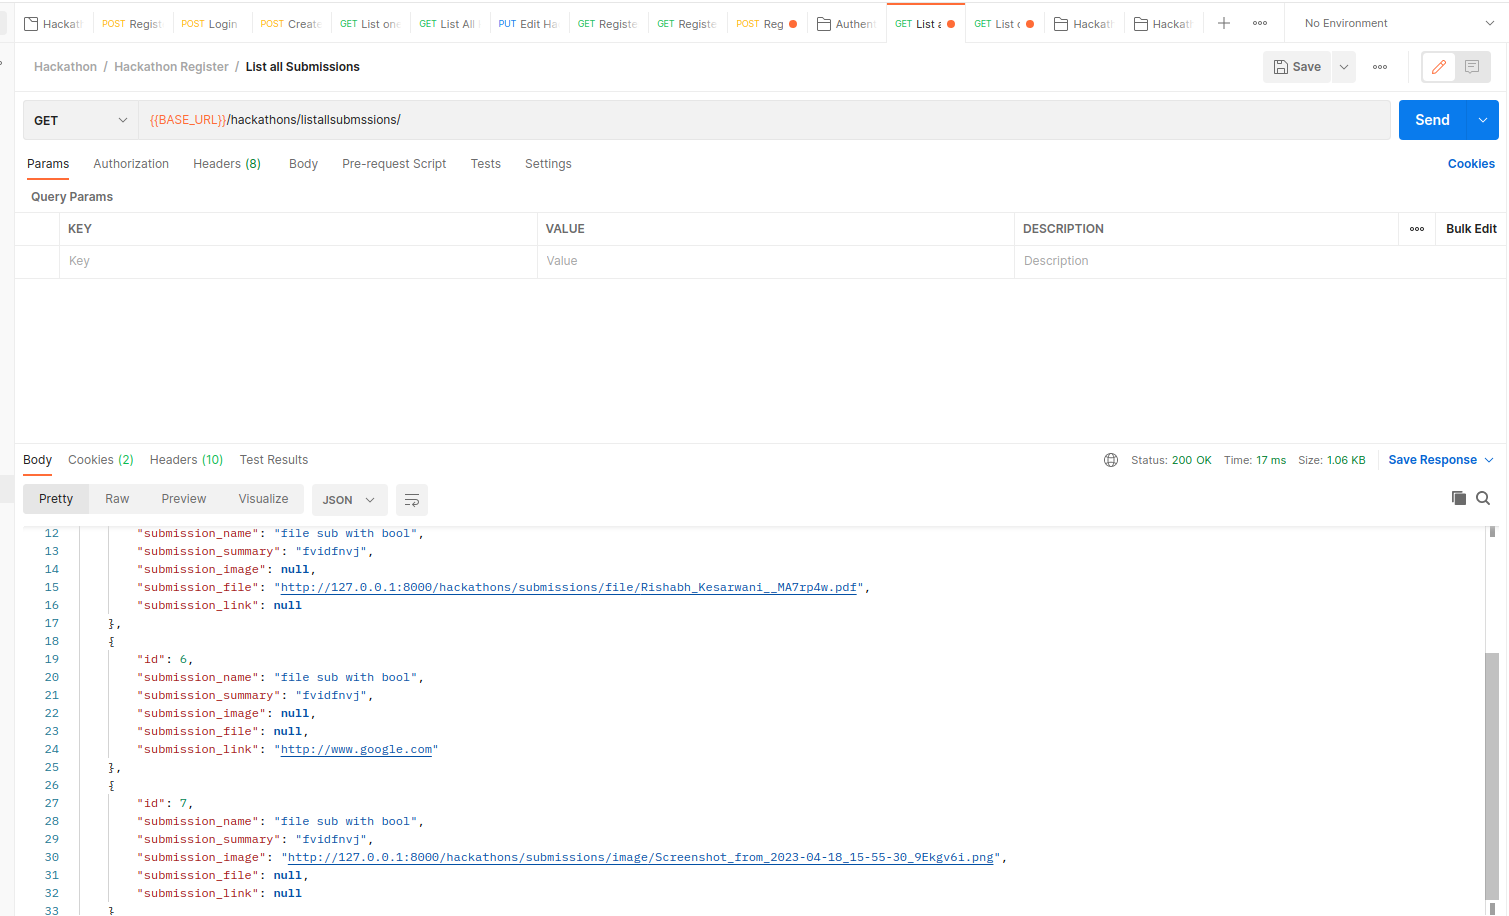 Hackath POST Registe POST Login POST Create GET List one GET List All PUT Edit Ha GET Registe GET Registe POST Reg Authent GET List a GET List o Hackath Hackath No Environment
Hackathon / Hackathon Register / List all Submissions Save
GET {{BASE_URL}}/hackathons/listallsubmssions/ Send
Params Authorization Headers (8) Body Pre-request Script Tests Settings Cookies
Query Params
KEY VALUE DESCRIPTION Bulk Edit
Key Value Description
Body Cookies (2) Headers (10) Test Results Status: 200 OK Time: 17 ms Size: 1.06 KB Save Response
Pretty Raw Preview Visualize JSON
12 "submission_name": "file sub with bool",
13 "submission_summary": "fvidfnvj",
14 "submission_image": null,
15 "submission_file": "http://127.0.0.1:8000/hackathons/submissions/file/Rishabh_Kesarwani__MA7rp4w.pdf",
16 "submission_link": null
17 },
18 {
19 "id": 6,
20 "submission_name": "file sub with bool",
21 "submission_summary": "fvidfnvj",
22 "submission_image": null,
23 "submission_file": null,
24 "submission_link": "http://www.google.com"
25 },
26 {
27 "id": 7,
28 "submission_name": "file sub with bool",
29 "submission_summary": "fvidfnvj",
30 "submission_image": "http://127.0.0.1:8000/hackathons/submissions/image/Screenshot_from_2023-04-18_15-55-30_9Ekgv6i.png",
31 "submission_file": null,
32 "submission_link": null
33 }